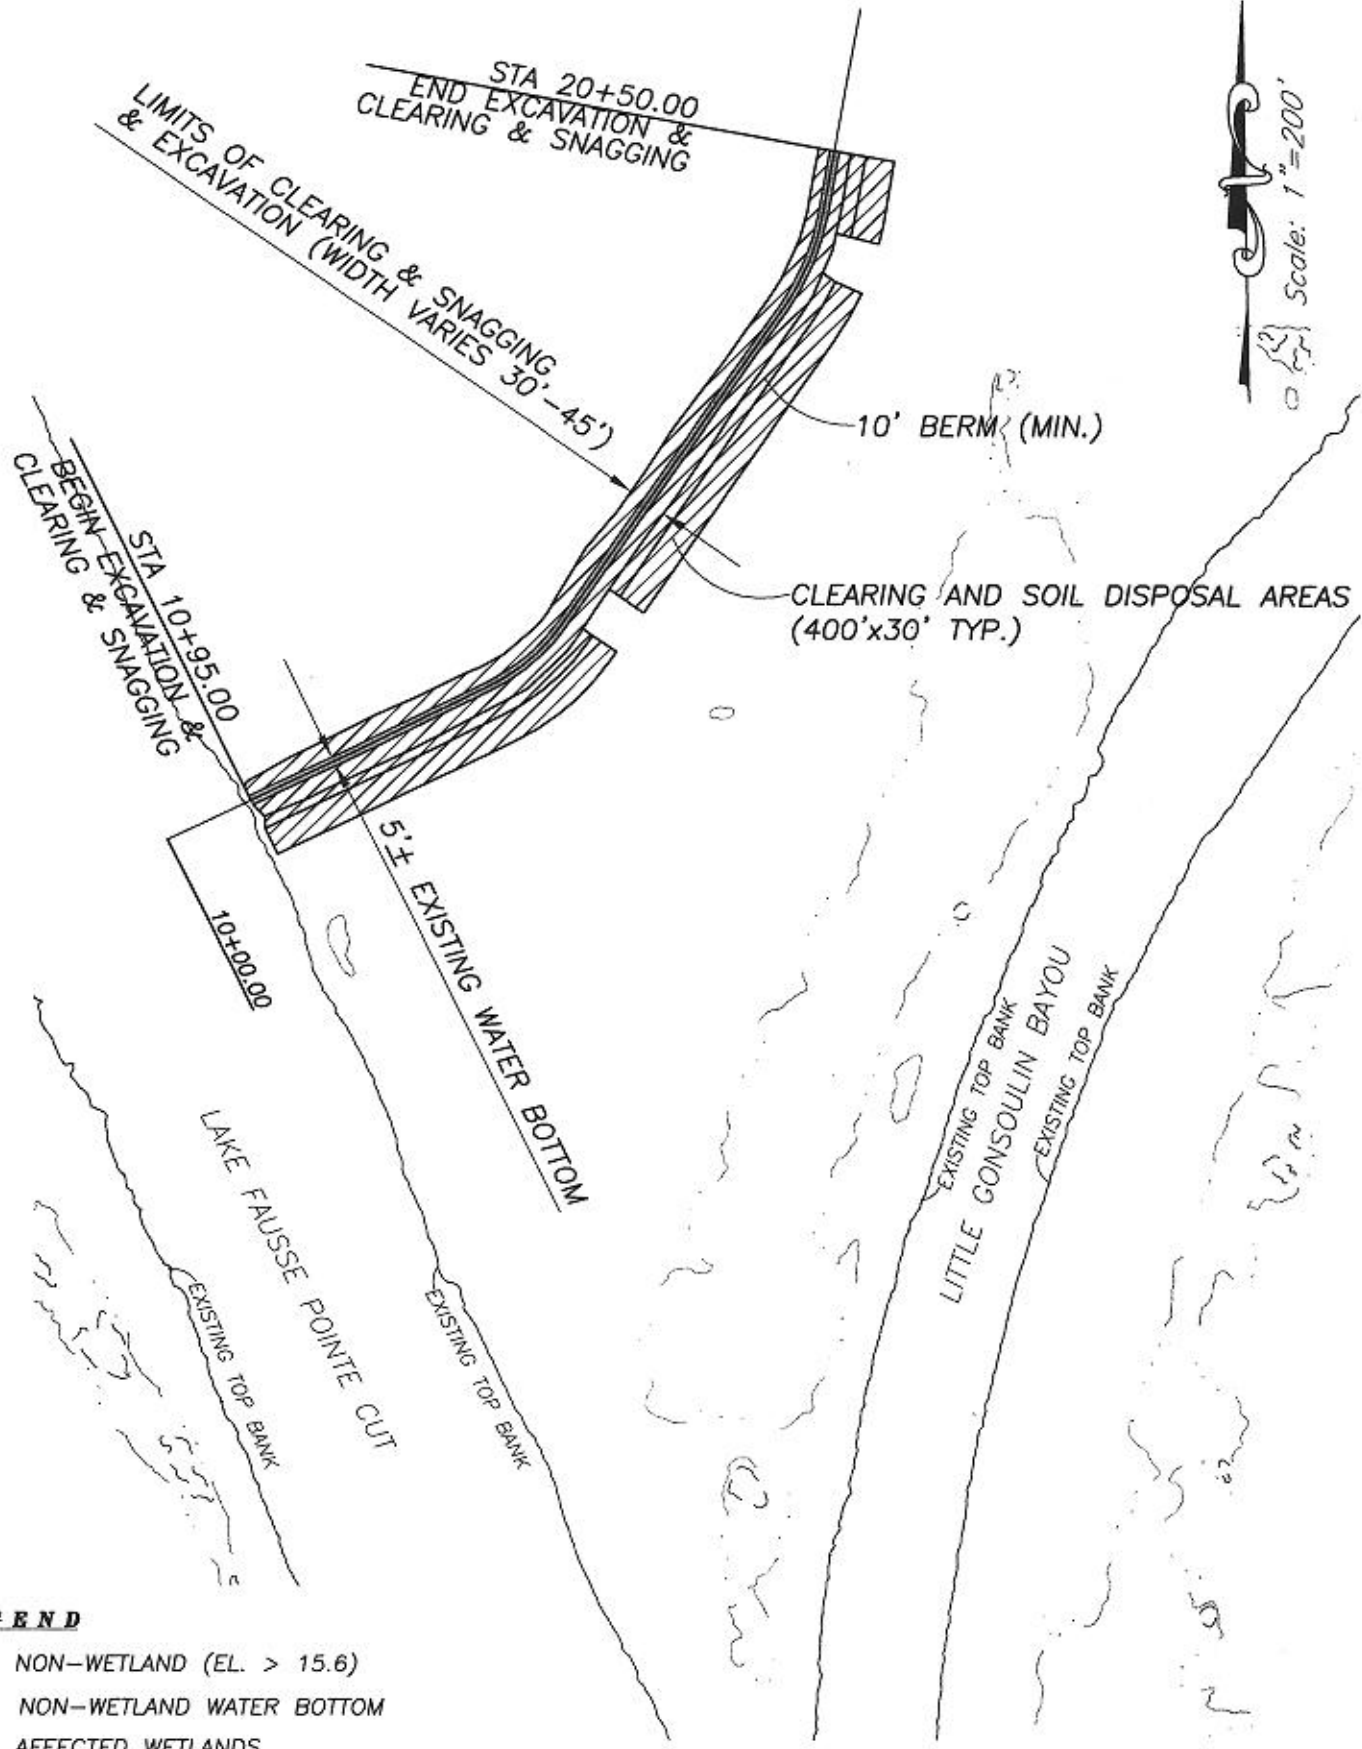 STA 20+50.00
END EXCAVATION &
CLEARING & SNAGGING
LIMITS OF CLEARING & SNAGGING
& EXCAVATION (WIDTH VARIES 30'-45')
Scale: 1"=200'
10' BERM (MIN.)
CLEARING AND SOIL DISPOSAL AREAS
(400'x30' TYP.)
STA 10+95.00
BEGIN EXCAVATION &
CLEARING & SNAGGING
10+00.00
5'± EXISTING WATER BOTTOM
LAKE FAUSSE POINTE CUT
EXISTING TOP BANK
EXISTING TOP BANK
EXISTING TOP BANK
LITTLE GONSOULIN BAYOU
EXISTING TOP BANK
END
NON-WETLAND (EL. > 15.6)
NON-WETLAND WATER BOTTOM
AFFECTED WETLANDS